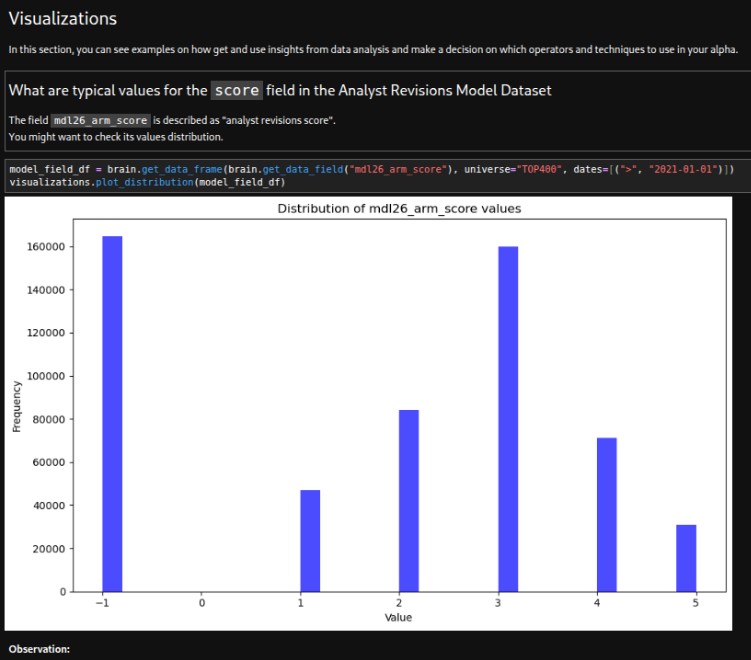 Visualizations
In this section, you can see examples on how get and use insights from data analysis and make a decision on which operators and techniques to use in your alpha.
What are typical values for the score field in the Analyst Revisions Model Dataset
The field mdl26_arm_score is described as "analyst revisions score".
You might want to check its values distribution.
model_field_df = brain.get_data_frame(brain.get_data_field("mdl26_arm_score"), universe="TOP400", dates=[(">", "2021-01-01")])
visualizations.plot_distribution(model_field_df)
Distribution of mdl26_arm_score values
160000
140000
120000
100000
80000
60000
40000
20000
0
Frequency
−1 0 1 2 3 4 5
Value
Observation: